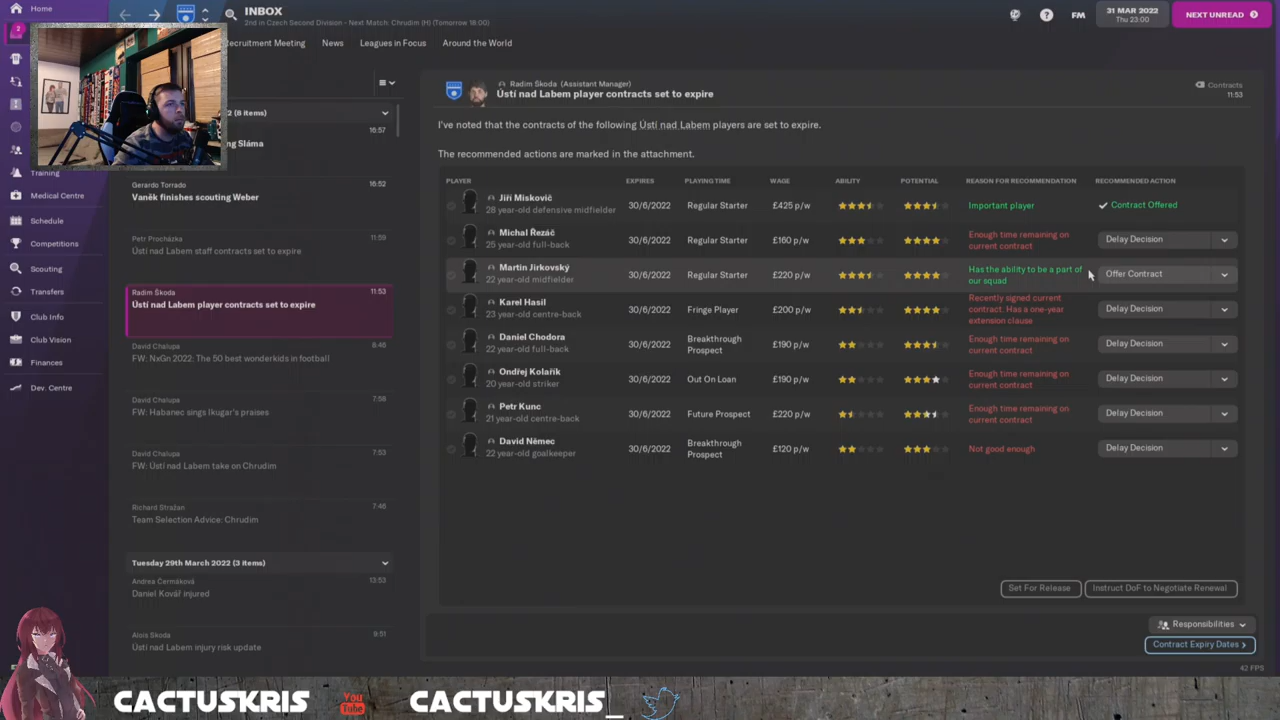 Home
INBOX
2nd in Czech Second Division - Next Match: Chrudim (H) (Tomorrow 18:00)
FM
31 MAR 2022
Thu 23:00
NEXT UNREAD
2
Recruitment Meeting
News
Leagues in Focus
Around the World
2 (8 items)
16:57
ng Sláma
Gerardo Torrado
16:52
Vaněk finishes scouting Weber
Petr Procházka
11:59
Ústí nad Labem staff contracts set to expire
Radim Škoda
11:53
Ústí nad Labem player contracts set to expire
David Chalupa
8:46
FW: NxGn 2022: The 50 best wonderkids in football
David Chalupa
7:58
FW: Habanec sings Ikugar's praises
David Chalupa
7:53
FW: Ústí nad Labem take on Chrudim
Richard Stražan
7:46
Team Selection Advice: Chrudim
Tuesday 29th March 2022 (3 items)
Andrea Čermáková
13:53
Daniel Kovář injured
Alois Skoda
9:51
Ústí nad Labem injury risk update
Training
Medical Centre
Schedule
Competitions
Scouting
Transfers
Club Info
Club Vision
Finances
Dev. Centre
Radim Škoda (Assistant Manager)
Ústí nad Labem player contracts set to expire
Contracts
11:53
I've noted that the contracts of the following Ústí nad Labem players are set to expire.
The recommended actions are marked in the attachment.
PLAYER EXPIRES PLAYING TIME WAGE ABILITY POTENTIAL REASON FOR RECOMMENDATION RECOMMENDED ACTION
Jiří Miskovič
28 year-old defensive midfielder
30/6/2022 Regular Starter £425 p/w Important player Contract Offered
Michal Řezáč
25 year-old full-back
30/6/2022 Regular Starter £160 p/w Enough time remaining on
current contract
Delay Decision
Martin Jirkovský
22 year-old midfielder
30/6/2022 Regular Starter £220 p/w Has the ability to be a part of
our squad
Offer Contract
Karel Hasil
23 year-old centre-back
30/6/2022 Fringe Player £200 p/w Recently signed current
contract. Has a one-year
extension clause
Delay Decision
Daniel Chodora
22 year-old full-back
30/6/2022 Breakthrough
Prospect
£190 p/w Enough time remaining on
current contract
Delay Decision
Ondřej Kolařík
20 year-old striker
30/6/2022 Out On Loan £190 p/w Enough time remaining on
current contract
Delay Decision
Petr Kunc
21 year-old centre-back
30/6/2022 Future Prospect £220 p/w Enough time remaining on
current contract
Delay Decision
David Němec
22 year-old goalkeeper
30/6/2022 Breakthrough
Prospect
£120 p/w Not good enough Delay Decision
Set For Release
Instruct DoF to Negotiate Renewal
Responsibilities
Contract Expiry Dates
42 FPS
CACTUSKRIS
You
Tube
CACTUSKRIS_